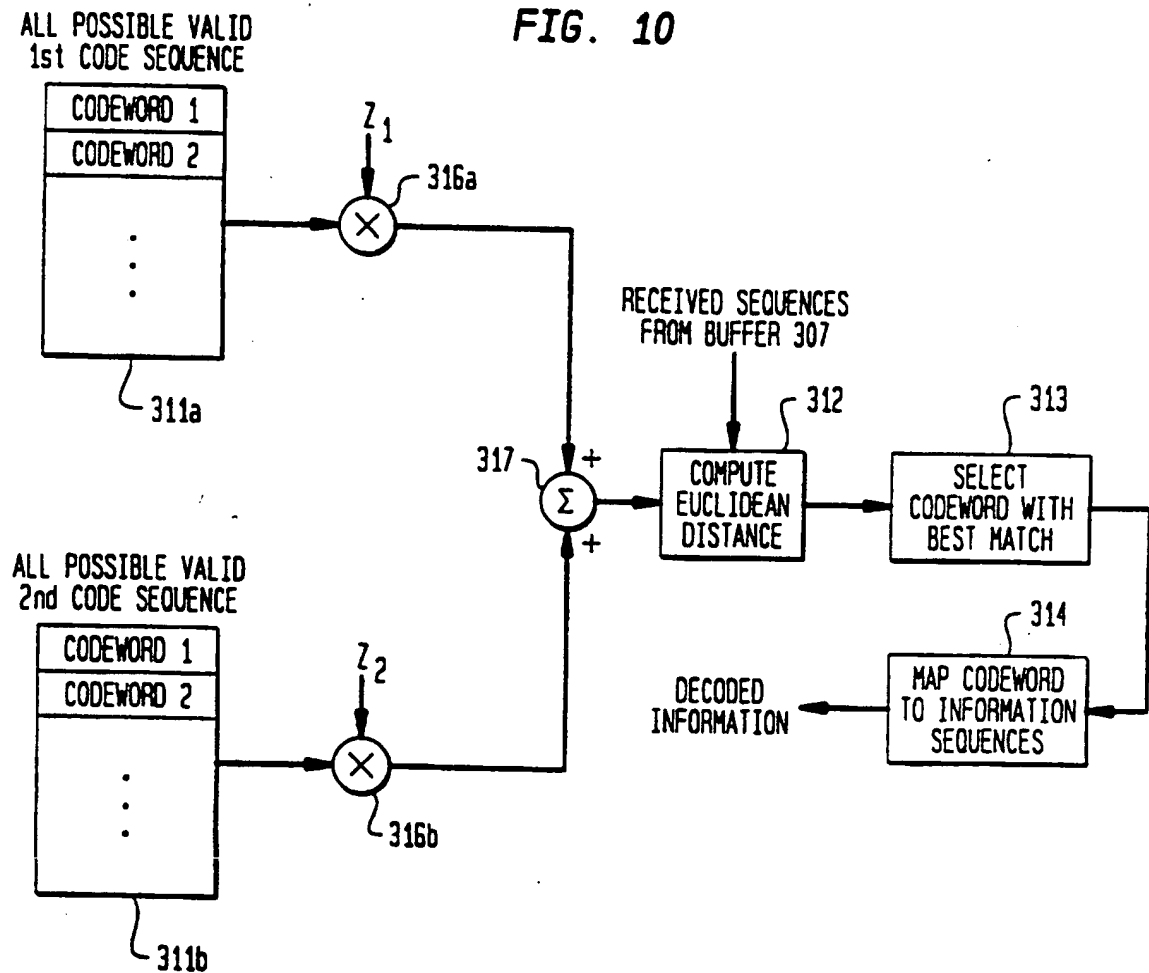 FIG. 10
ALL POSSIBLE VALID
1st CODE SEQUENCE
CODEWORD 1
CODEWORD 2
311a
Z1
316a
RECEIVED SEQUENCES
FROM BUFFER 307
317
+
Σ
+
312
COMPUTE
EUCLIDEAN
DISTANCE
313
SELECT
CODEWORD WITH
BEST MATCH
ALL POSSIBLE VALID
2nd CODE SEQUENCE
CODEWORD 1
CODEWORD 2
311b
Z2
316b
314
MAP CODEWORD
TO INFORMATION
SEQUENCES
DECODED
INFORMATION